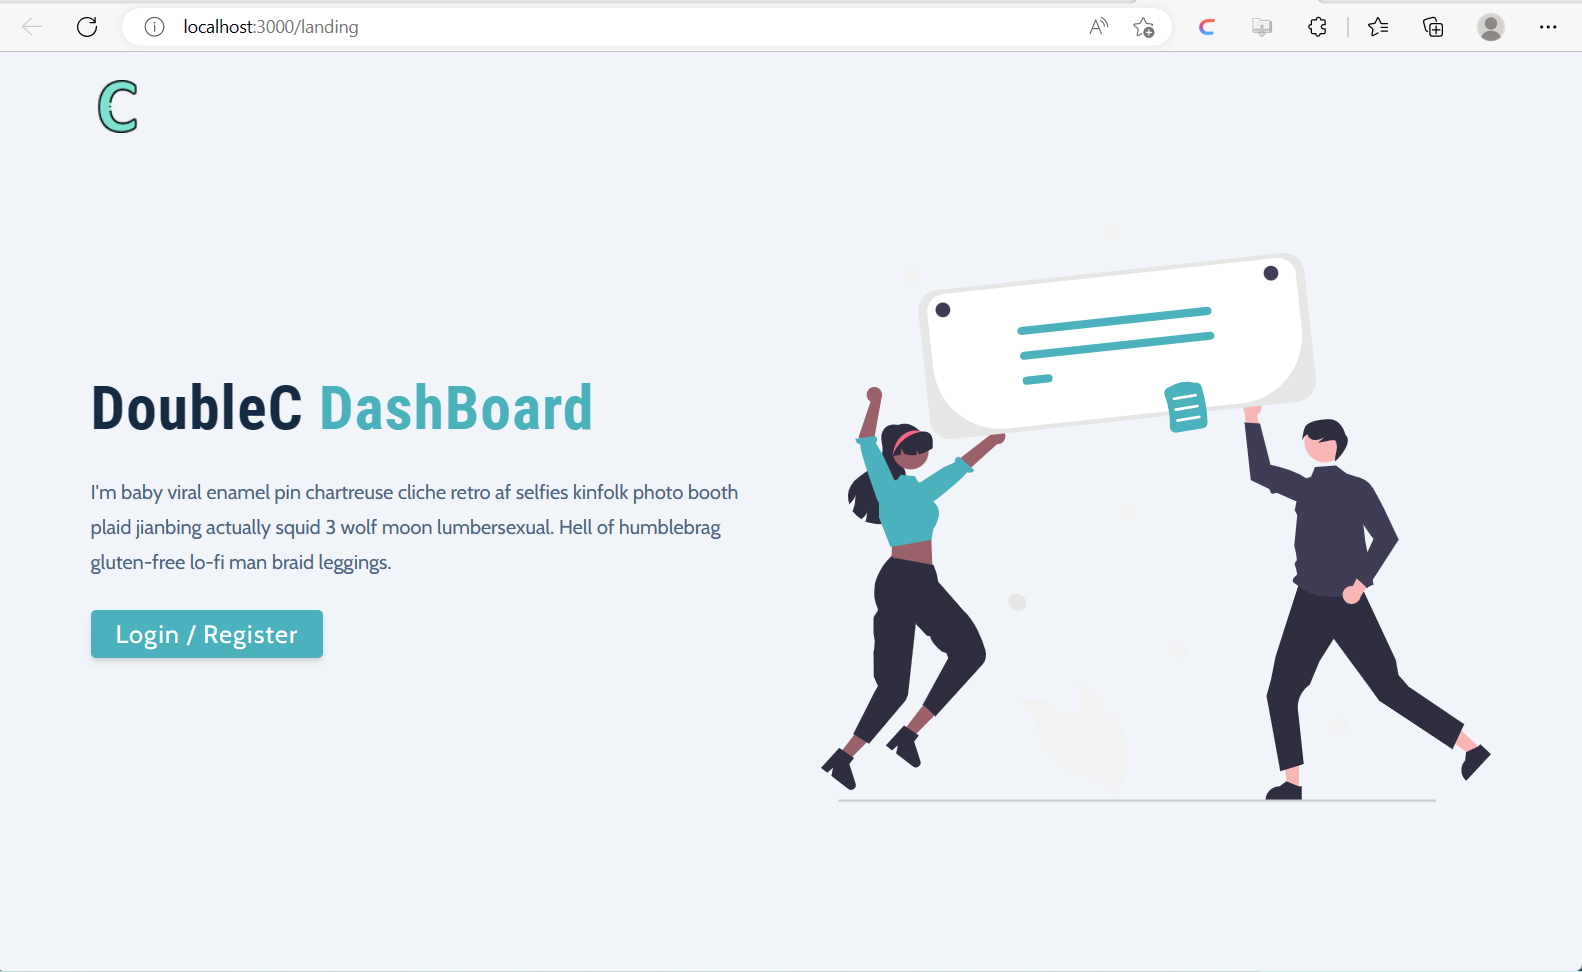 localhost:3000/landing
C
DoubleC DashBoard
I'm baby viral enamel pin chartreuse cliche retro af selfies kinfolk photo booth
plaid jianbing actually squid 3 wolf moon lumbersexual. Hell of humblebrag
gluten-free lo-fi man braid leggings.
Login / Register